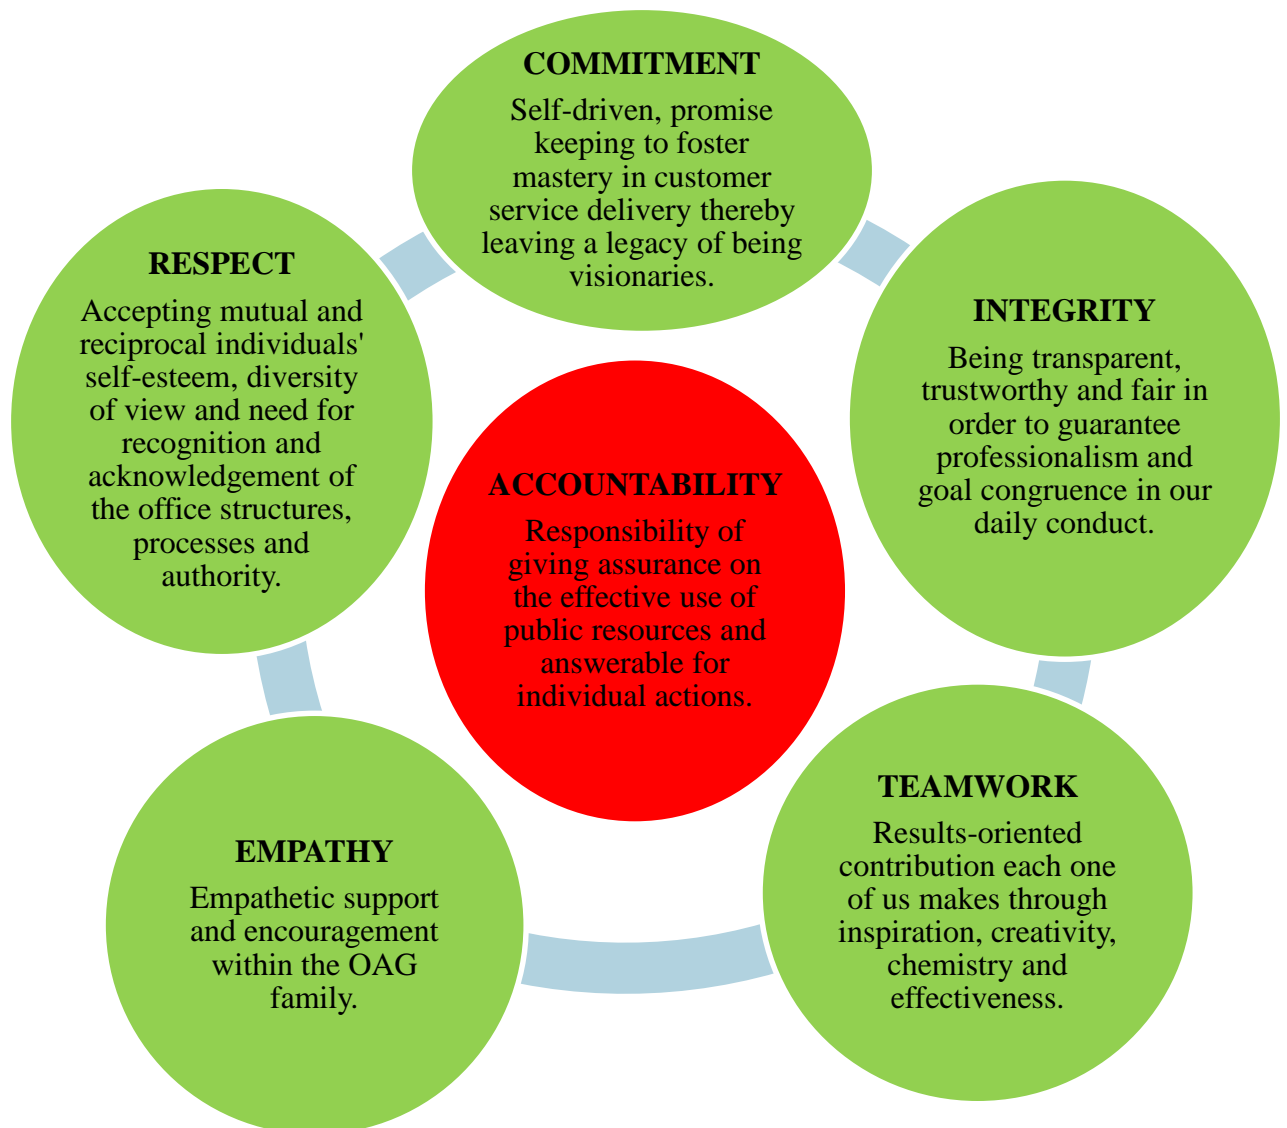 COMMITMENT
Self-driven, promise
keeping to foster
mastery in customer
service delivery thereby
leaving a legacy of being
visionaries.
INTEGRITY
Being transparent,
trustworthy and fair in
order to guarantee
professionalism and
goal congruence in our
daily conduct.
TEAMWORK
Results-oriented
contribution each one
of us makes through
inspiration, creativity,
chemistry and
effectiveness.
EMPATHY
Empathetic support
and encouragement
within the OAG
family.
RESPECT
Accepting mutual and
reciprocal individuals'
self-esteem, diversity
of view and need for
recognition and
acknowledgement of
the office structures,
processes and
authority.
ACCOUNTABILITY
Responsibility of
giving assurance on
the effective use of
public resources and
answerable for
individual actions.